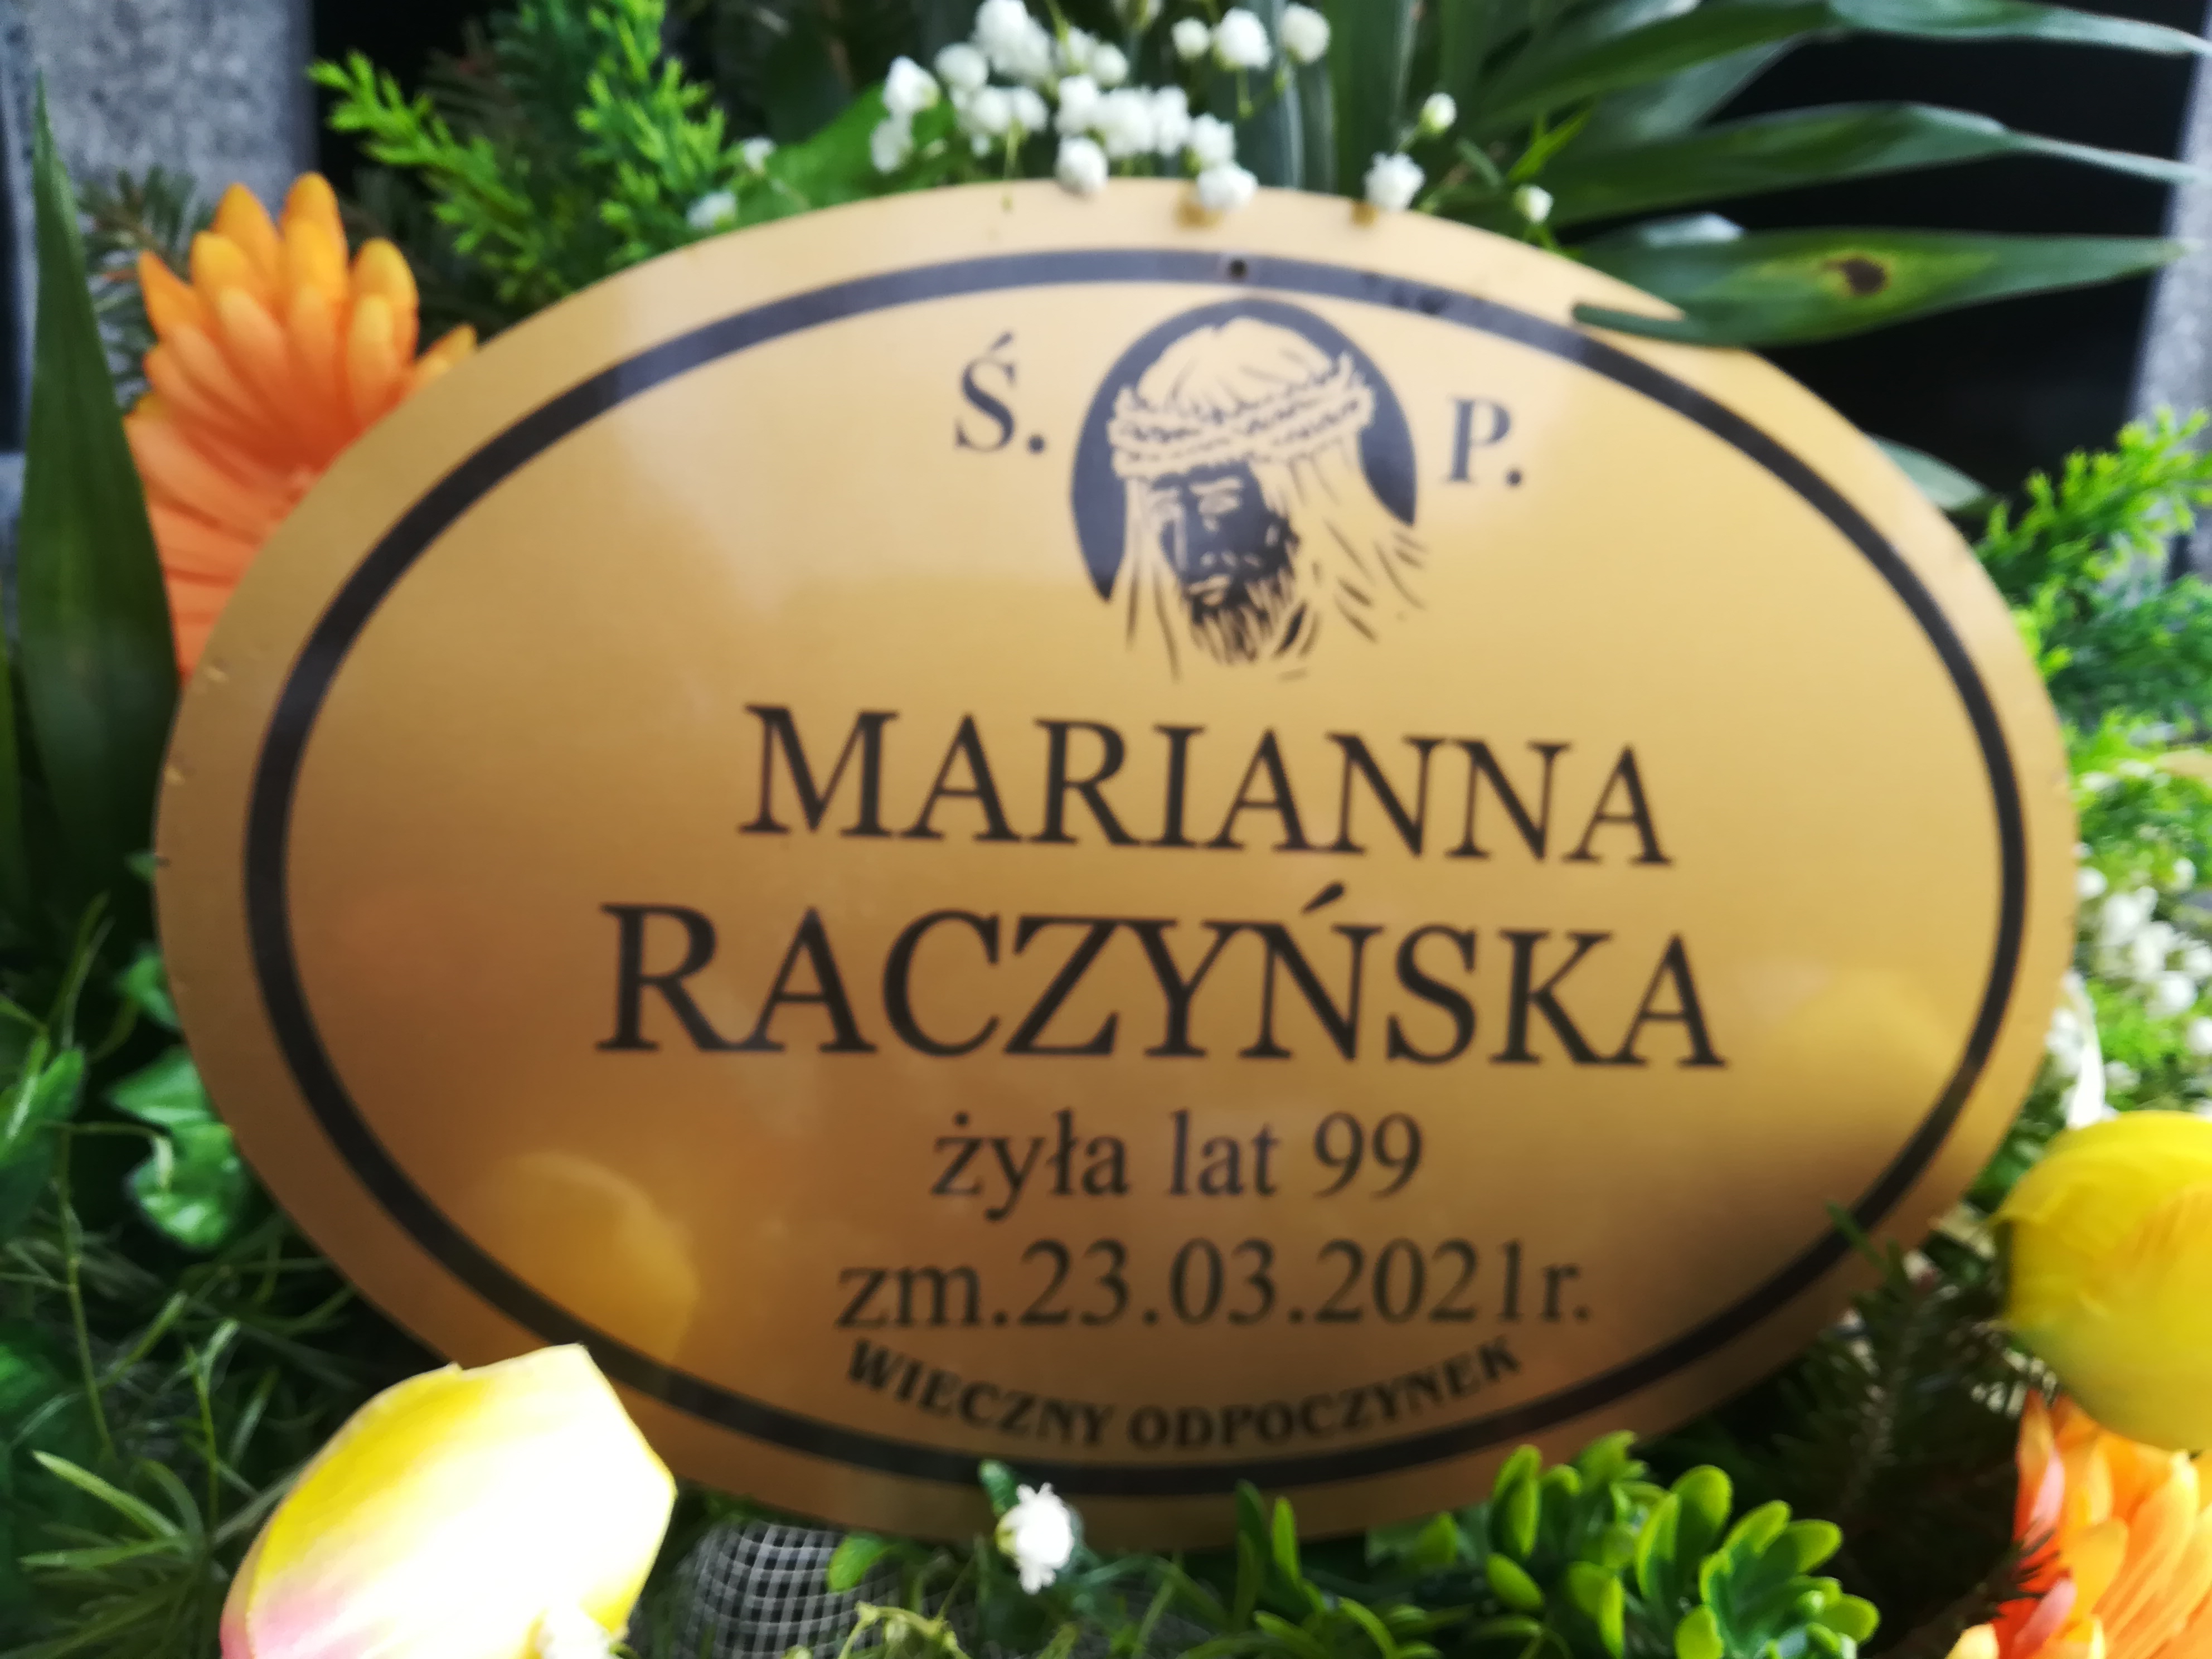 Ś. P.
MARIANNA
RACZYŃSKA
żyła lat 99
zm.23.03.2021r.
WIECZNY ODPOCZYNEK